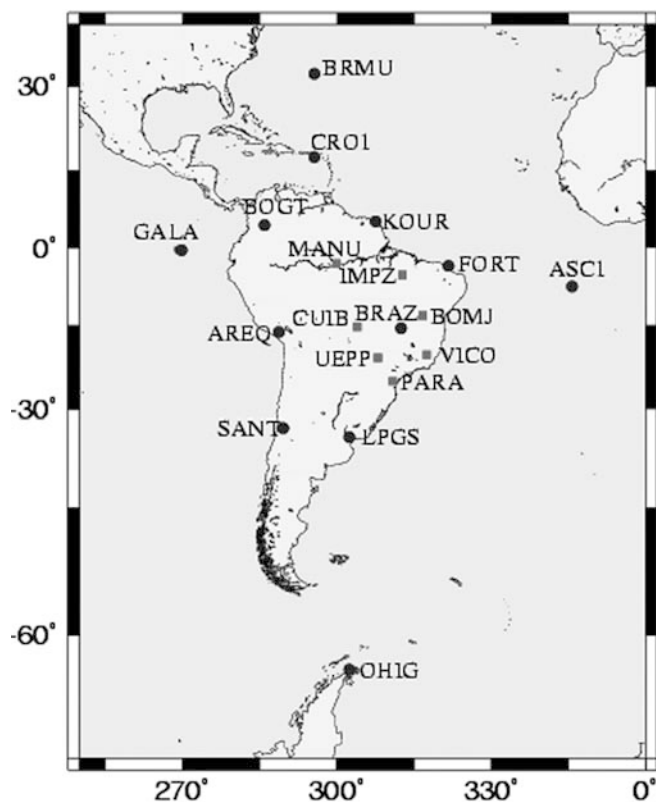 BRMU
30°
CRO1
BOGT
KOUR
GALA
0°
MANU
FORT
ASC1
IMPZ
BRAZ
BOMJ
CUIB
AREQ
UEPP
VICO
PARA
-30°
SANT
LPGS
-60°
OHIG
270° 300° 330° 0°